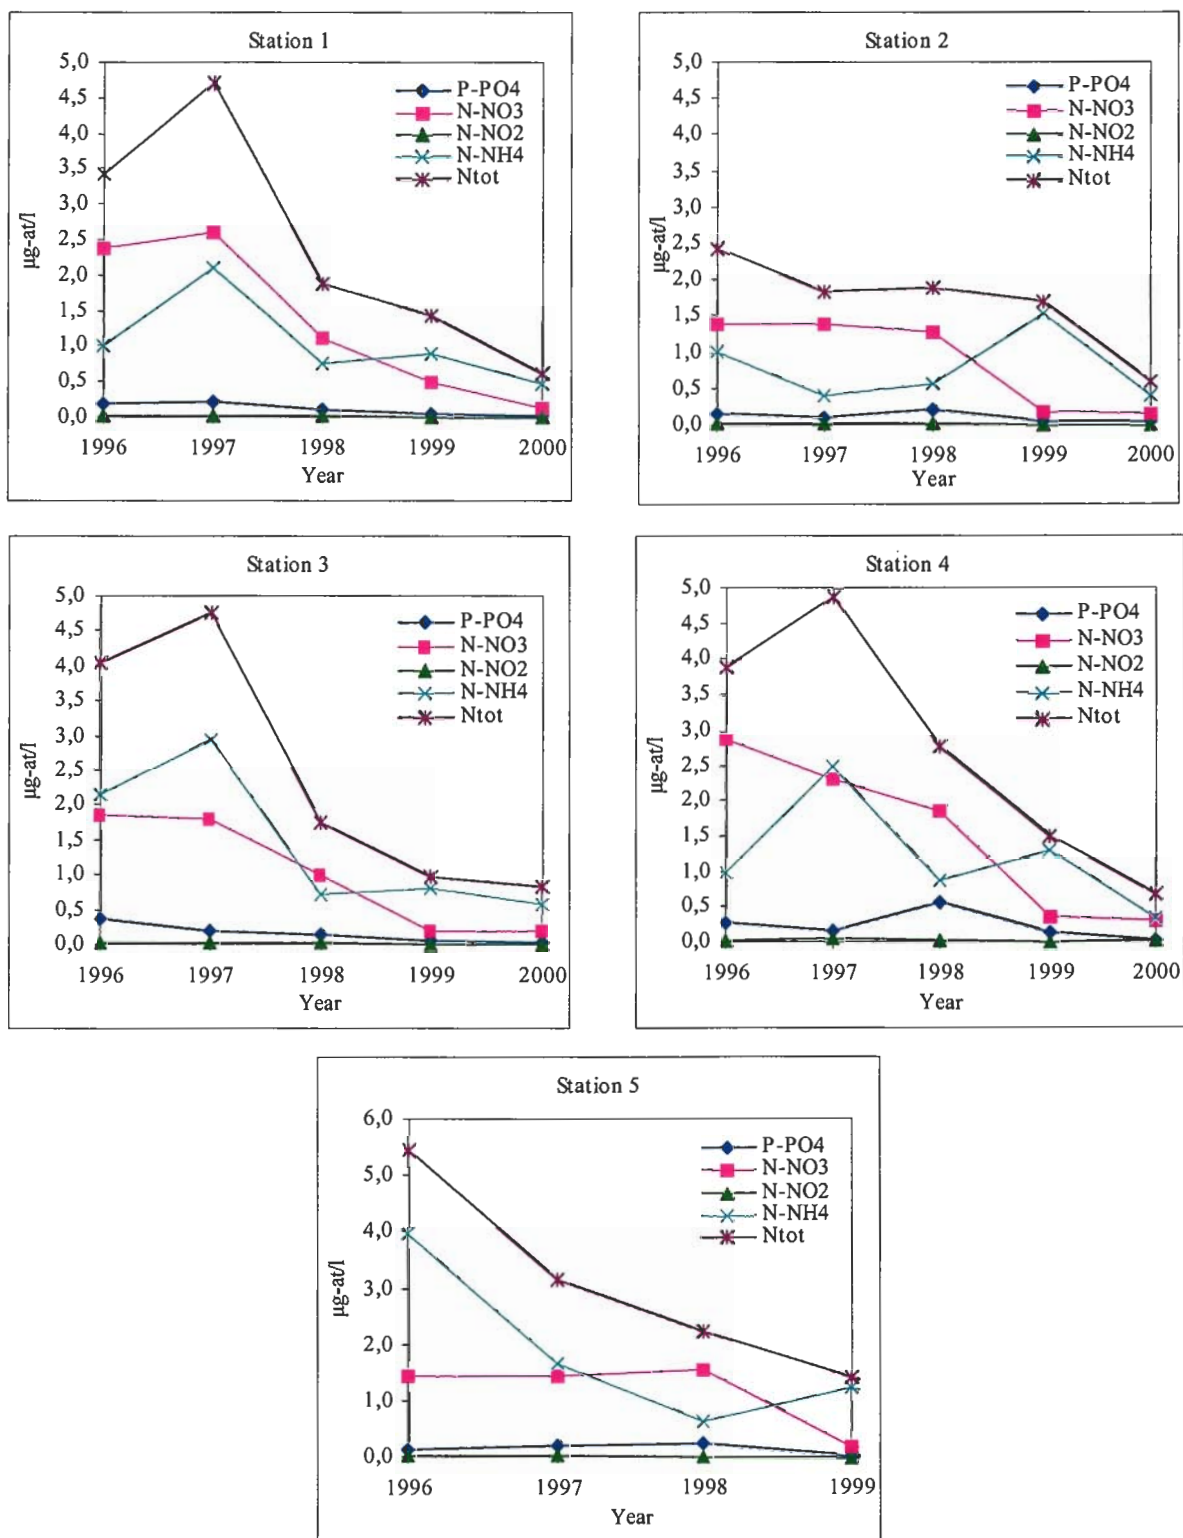 Station 1
5,0
4,5
4,0
3,5
3,0
2,5
2,0
1,5
1,0
0,5
0,0
µg-at/l
P-PO4
N-NO3
N-NO2
N-NH4
Ntot
1996 1997 1998 1999 2000
Year
Station 2
5,0
4,5
4,0
3,5
3,0
2,5
2,0
1,5
1,0
0,5
0,0
µg-at/l
P-PO4
N-NO3
N-NO2
N-NH4
Ntot
1996 1997 1998 1999 2000
Year
Station 3
5,0
4,5
4,0
3,5
3,0
2,5
2,0
1,5
1,0
0,5
0,0
µg-at/l
P-PO4
N-NO3
N-NO2
N-NH4
Ntot
1996 1997 1998 1999 2000
Year
Station 4
5,0
4,5
4,0
3,5
3,0
2,5
2,0
1,5
1,0
0,5
0,0
µg-at/l
P-PO4
N-NO3
N-NO2
N-NH4
Ntot
1996 1997 1998 1999 2000
Year
Station 5
6,0
5,0
4,0
3,0
2,0
1,0
0,0
µg-at/l
P-PO4
N-NO3
N-NO2
N-NH4
Ntot
1996 1997 1998 1999
Year